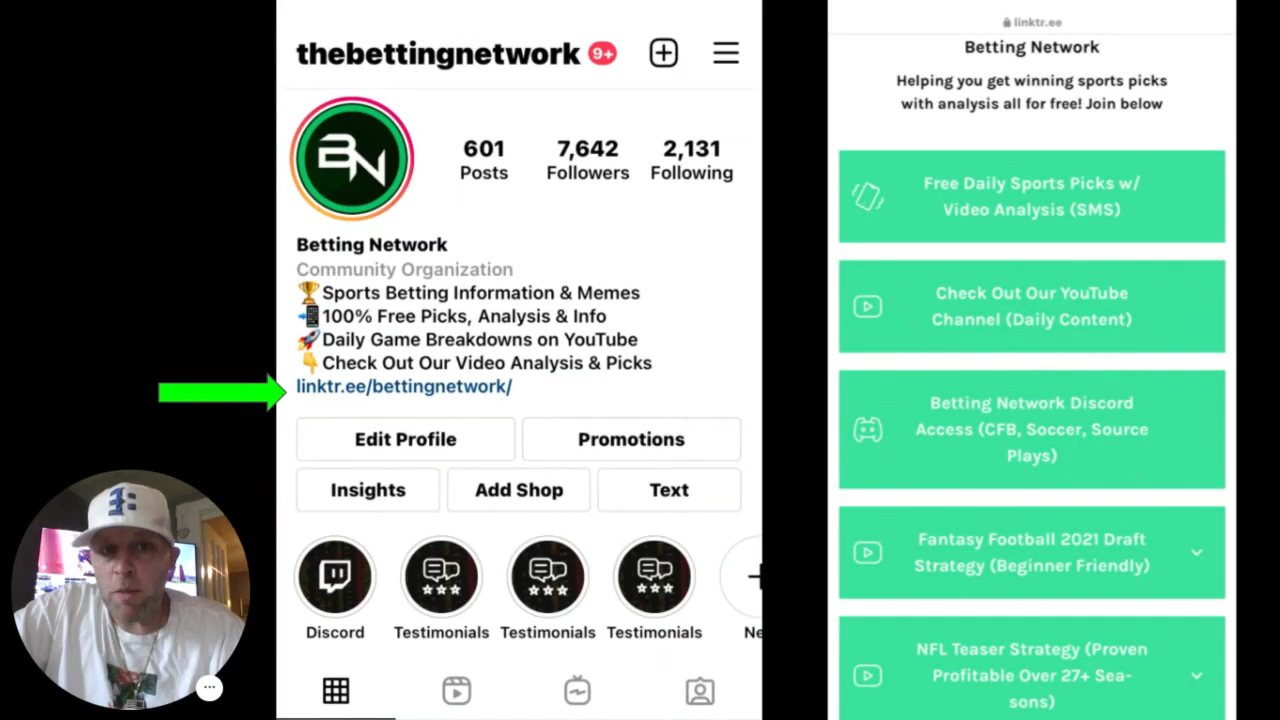 thebettingnetwork 9+
BN
601
Posts
7,642
Followers
2,131
Following
Betting Network
Community Organization
🏆Sports Betting Information & Memes
📲100% Free Picks, Analysis & Info
🚀Daily Game Breakdowns on YouTube
👇Check Out Our Video Analysis & Picks
linktr.ee/bettingnetwork/
Edit Profile
Promotions
Insights
Add Shop
Text
Discord
Testimonials
Testimonials
Testimonials
Ne
linktr.ee
Betting Network
Helping you get winning sports picks
with analysis all for free! Join below
Free Daily Sports Picks w/
Video Analysis (SMS)
Check Out Our YouTube
Channel (Daily Content)
Betting Network Discord
Access (CFB, Soccer, Source
Plays)
Fantasy Football 2021 Draft
Strategy (Beginner Friendly)
NFL Teaser Strategy (Proven
Profitable Over 27+ Sea-
sons)